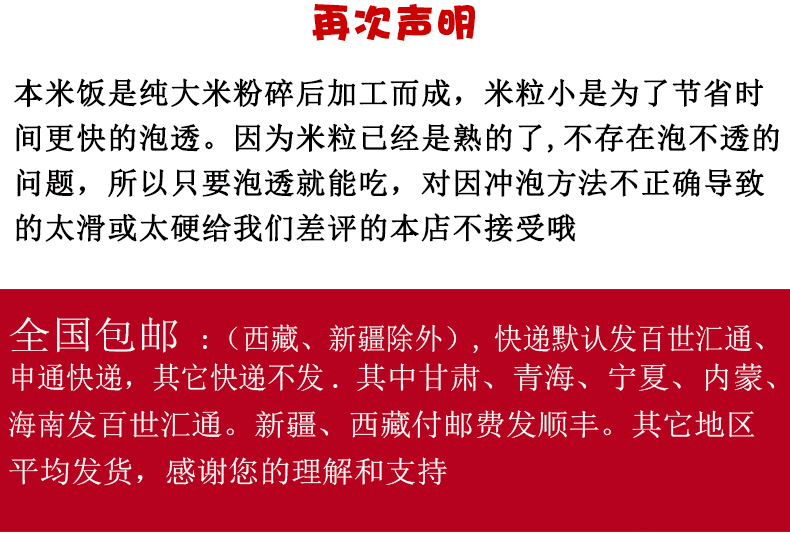 再次声明
本米饭是纯大米粉碎后加工而成，米粒小是为了节省时
间更快的泡透。因为米粒已经是熟的了,不存在泡不透的
问题，所以只要泡透就能吃，对因冲泡方法不正确导致
的太滑或太硬给我们差评的本店不接受哦
全国包邮 :（西藏、新疆除外）,快递默认发百世汇通、
申通快递，其它快递不发.其中甘肃、青海、宁夏、内蒙、
海南发百世汇通。新疆、西藏付邮费发顺丰。其它地区
平均发货，感谢您的理解和支持